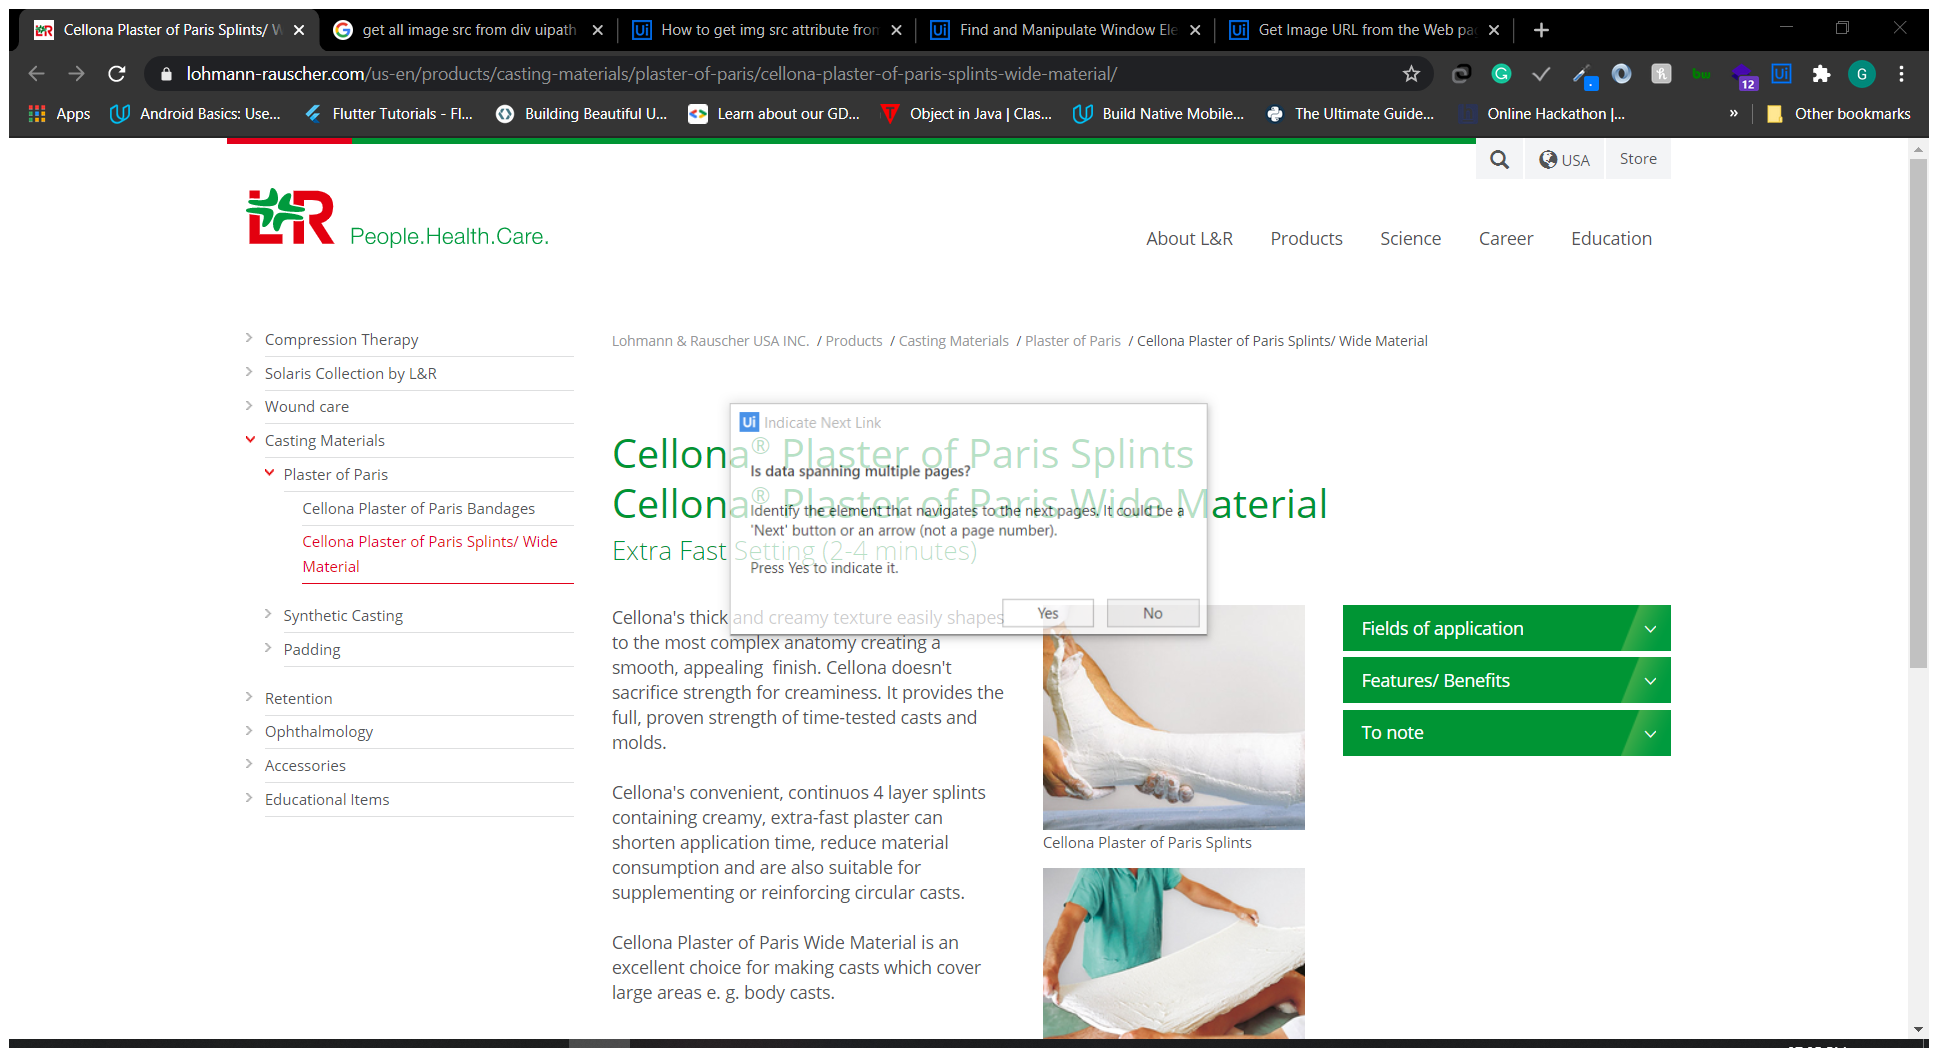 Cellona Plaster of Paris Splints/ W
get all image src from div uipath
How to get img src attribute from
Find and Manipulate Window Ele
Get Image URL from the Web pa
lohmann-rauscher.com/us-en/products/casting-materials/plaster-of-paris/cellona-plaster-of-paris-splints-wide-material/
12
G
Apps
Android Basics: Use...
Flutter Tutorials - Fl...
Building Beautiful U...
Learn about our GD...
Object in Java | Clas...
Build Native Mobile...
The Ultimate Guide...
Online Hackathon |...
»
Other bookmarks
USA
Store
L&R
People.Health.Care.
About L&R
Products
Science
Career
Education
Compression Therapy
Solaris Collection by L&R
Wound care
Casting Materials
Plaster of Paris
Cellona Plaster of Paris Bandages
Cellona Plaster of Paris Splints/ Wide
Material
Synthetic Casting
Padding
Retention
Ophthalmology
Accessories
Educational Items
Lohmann & Rauscher USA INC. / Products / Casting Materials / Plaster of Paris / Cellona Plaster of Paris Splints/ Wide Material
Cellona® Plaster of Paris Splints
Cellona® Plaster of Paris Wide Material
Extra Fast Setting (2-4 minutes)
Ui Indicate Next Link
Is data spanning multiple pages?
Identify the element that navigates to the next pages. It could be a
'Next' button or an arrow (not a page number).
Press Yes to indicate it.
Yes
No
Cellona's thick and creamy texture easily shapes
to the most complex anatomy creating a
smooth, appealing finish. Cellona doesn't
sacrifice strength for creaminess. It provides the
full, proven strength of time-tested casts and
molds.
Cellona's convenient, continuos 4 layer splints
containing creamy, extra-fast plaster can
shorten application time, reduce material
consumption and are also suitable for
supplementing or reinforcing circular casts.
Cellona Plaster of Paris Wide Material is an
excellent choice for making casts which cover
large areas e. g. body casts.
Cellona Plaster of Paris Splints
Fields of application
Features/ Benefits
To note